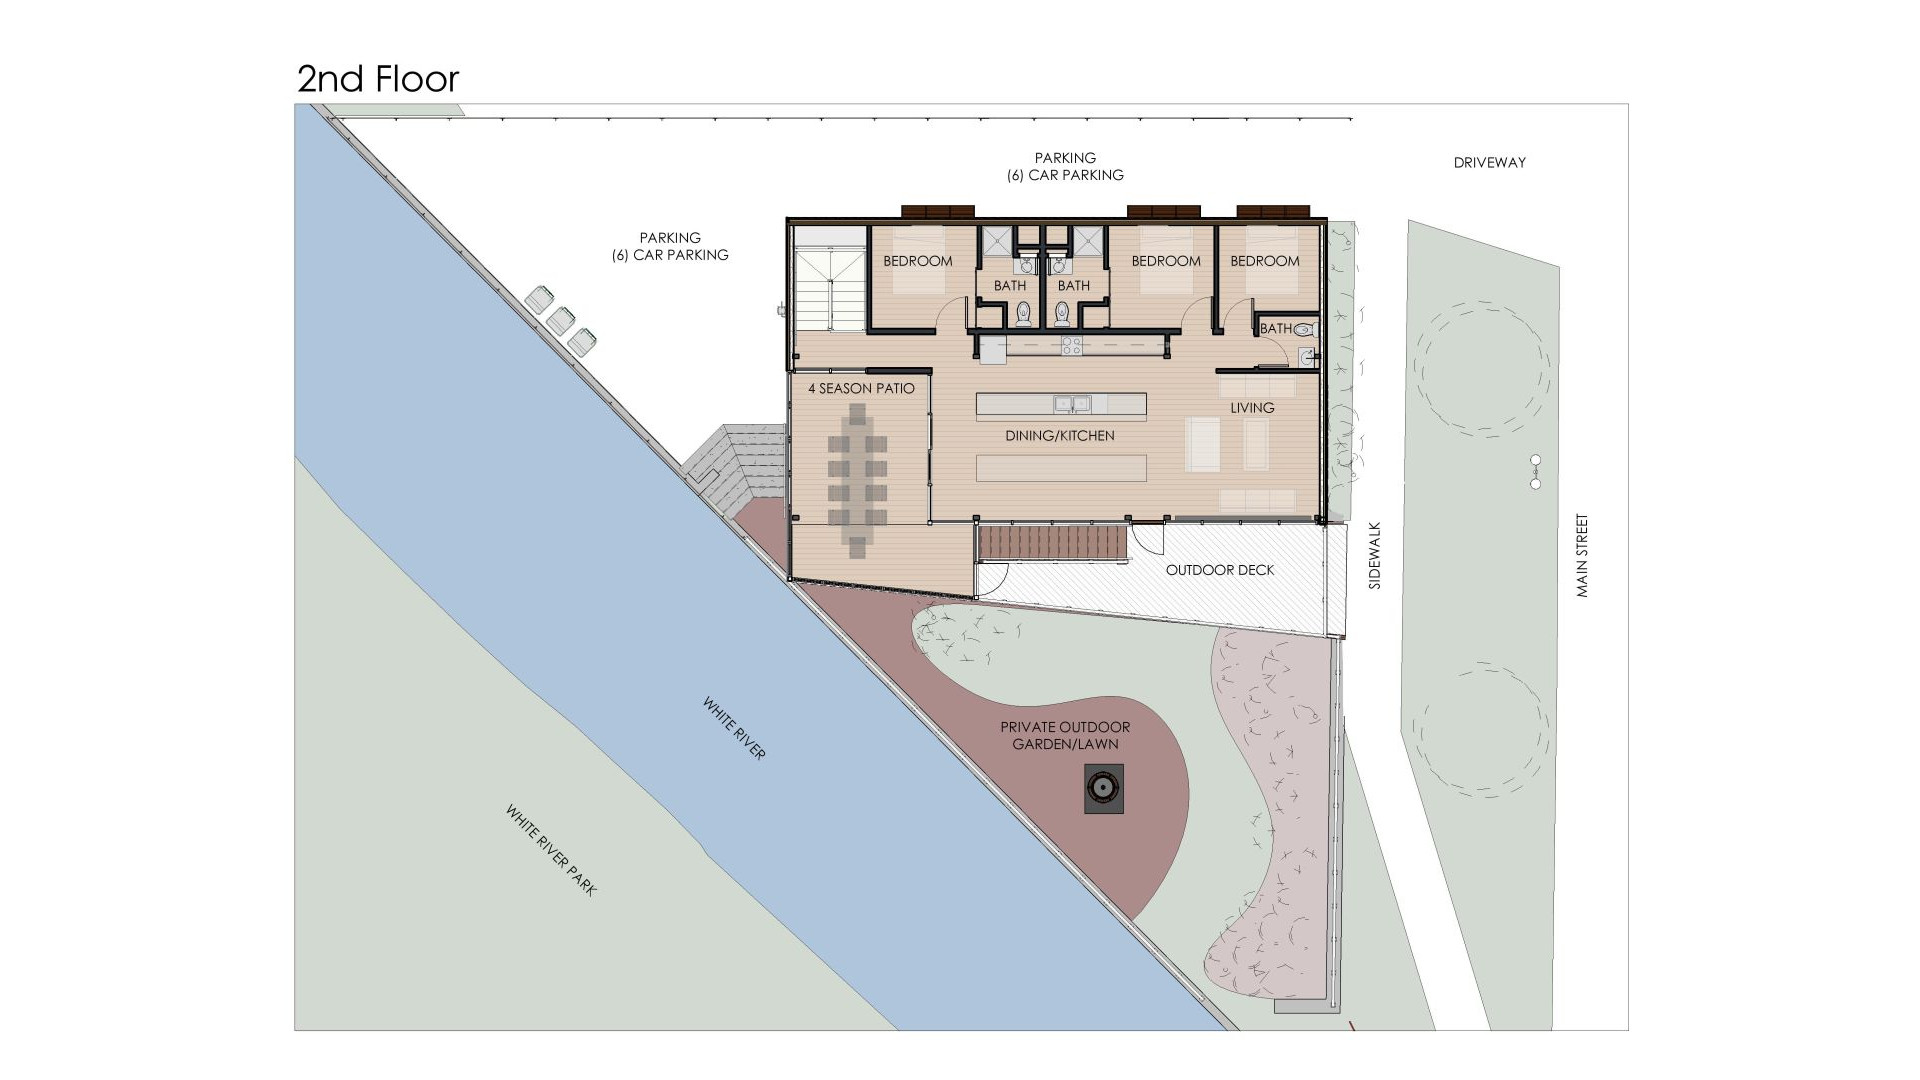 2nd Floor
PARKING
(6) CAR PARKING
DRIVEWAY
PARKING
(6) CAR PARKING
BEDROOM
BATH
BATH
BEDROOM
BEDROOM
BATH
4 SEASON PATIO
LIVING
DINING/KITCHEN
OUTDOOR DECK
SIDEWALK
MAIN STREET
WHITE RIVER
PRIVATE OUTDOOR
GARDEN/LAWN
WHITE RIVER PARK